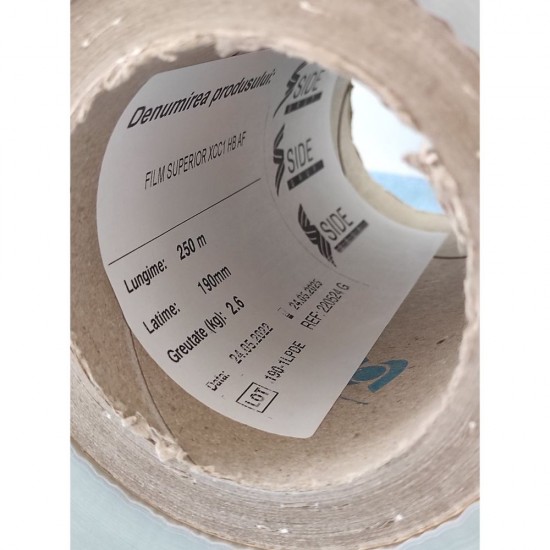 Denumirea produsului:
FILM SUPERIOR XCC1 HB AF
Lungime: 250 m
Latime: 190mm
Greutate (kg): 2.6
Data: 24.05.2022 24.05.2025
LOT 190-1LPDE REF: 220524 G
SIDE
SIDE
SIDE